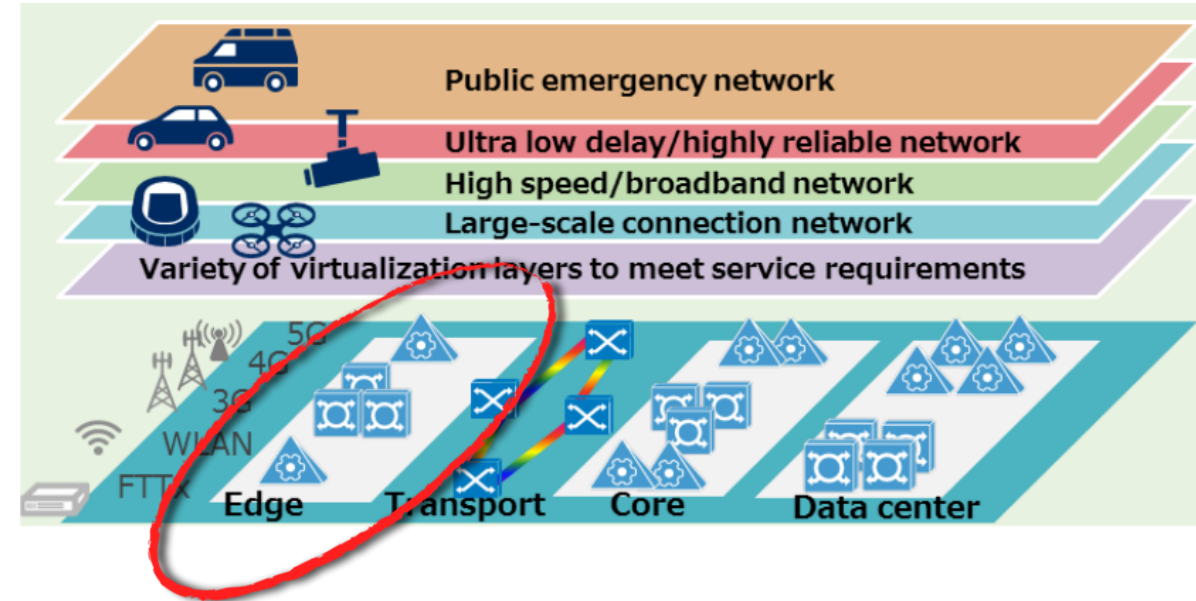 Public emergency network
Ultra low delay/highly reliable network
High speed/broadband network
Large-scale connection network
Variety of virtualization layers to meet service requirements
5G
4G
3G
WLAN
FTTx
Edge
Transport
Core
Data center